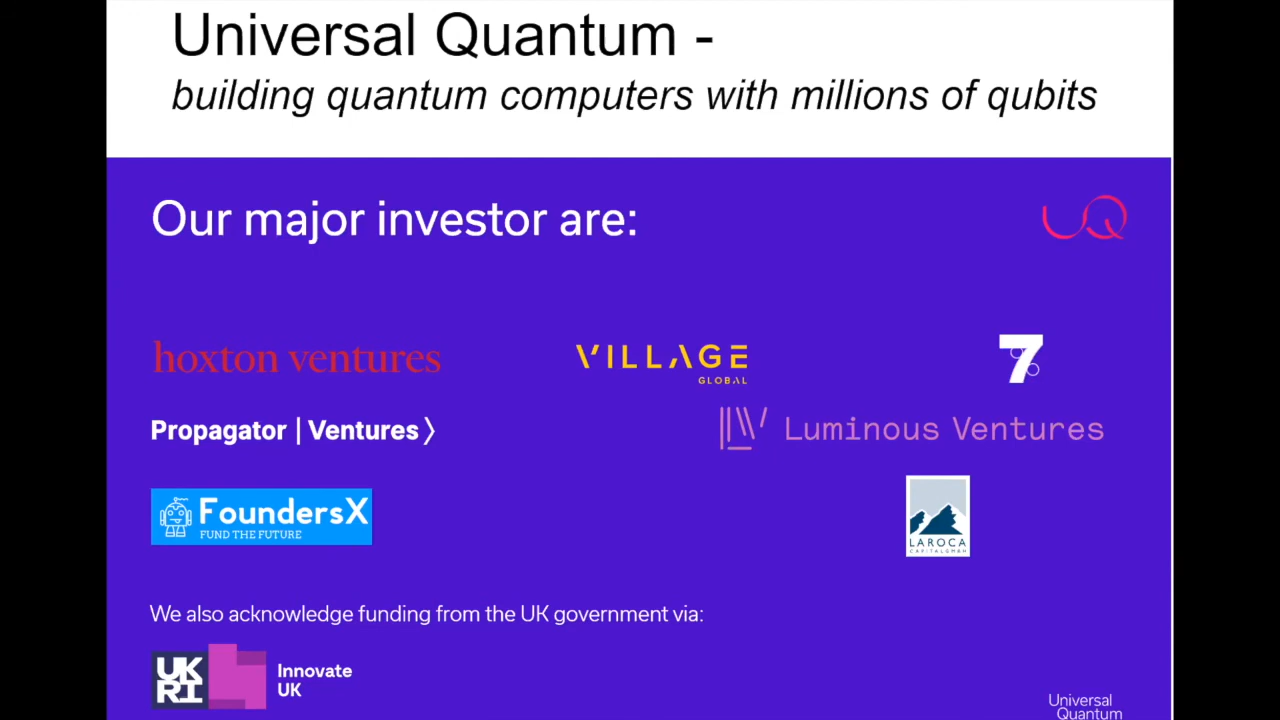 Universal Quantum -
building quantum computers with millions of qubits
Our major investor are:
UQ
hoxton ventures
VILLAGE
GLOBAL
7
Propagator | Ventures
Luminous Ventures
FoundersX
FUND THE FUTURE
LAROCA
CAPITAL GMBH
We also acknowledge funding from the UK government via:
UK
RI
Innovate
UK
Universal
Quantum